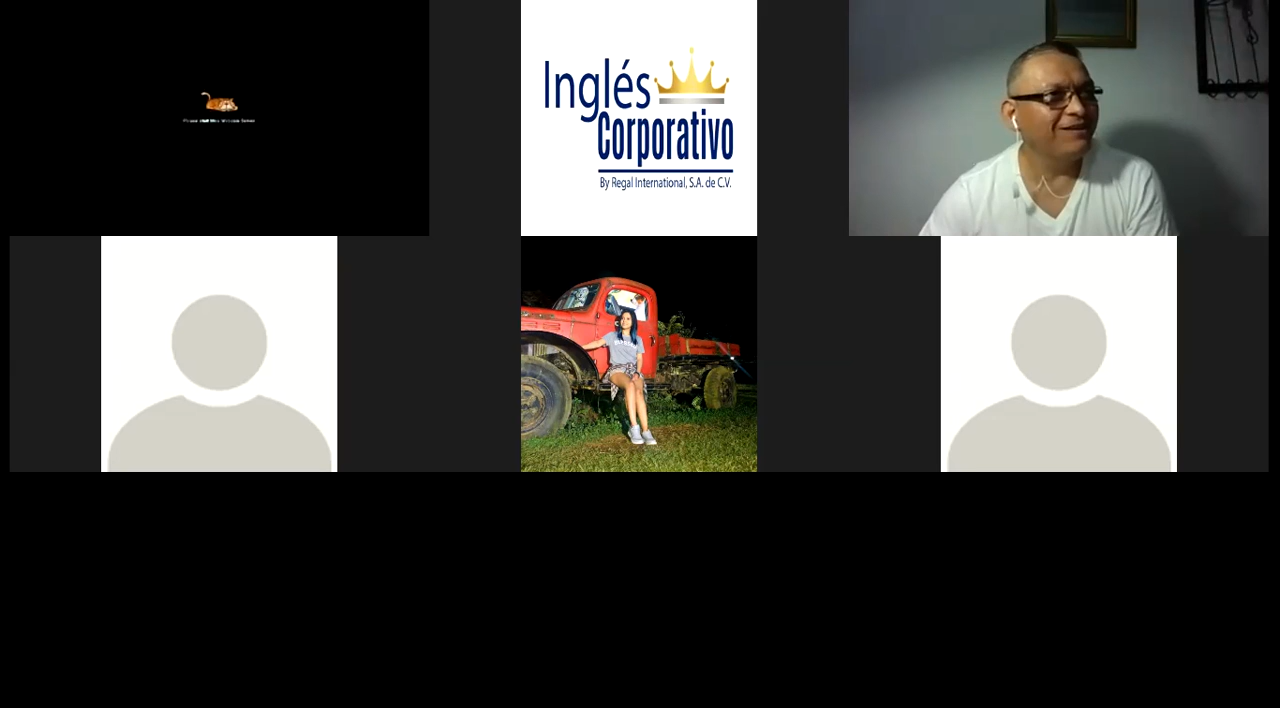 Inglés
Corporativo
By Regal International, S.A. de C.V.